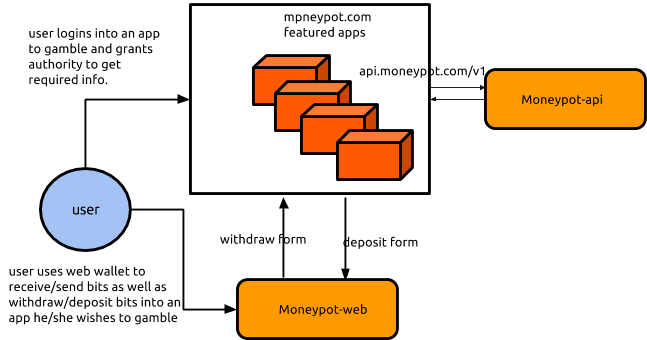 mpneypot.com
featured apps
user logins into an app
to gamble and grants
authority to get
required info.
api.moneypot.com/v1
Moneypot-api
user
withdraw form
deposit form
user uses web wallet to
receive/send bits as well as
withdraw/deposit bits into an
app he/she wishes to gamble
Moneypot-web